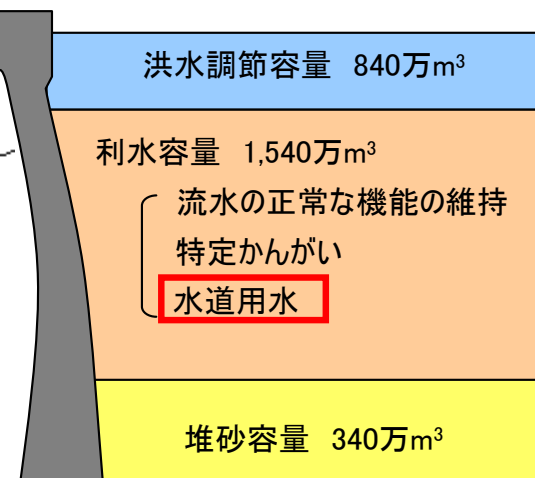 洪水調節容量 840万m³
利水容量 1,540万m³
流水の正常な機能の維持
特定かんがい
水道用水
堆砂容量 340万m³